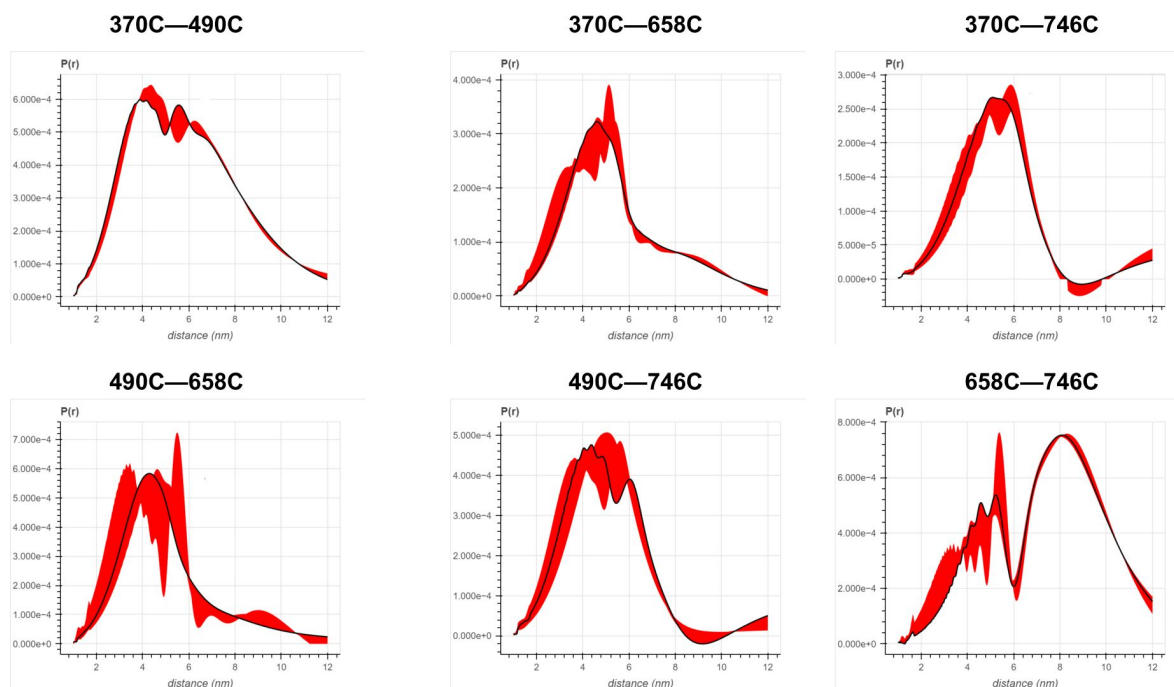 370C—490C
P(r)
6.000e−4
5.000e−4
4.000e−4
3.000e−4
2.000e−4
1.000e−4
0.000e+0
2 4 6 8 10 12
distance (nm)
370C—658C
P(r)
4.000e−4
3.000e−4
2.000e−4
1.000e−4
0.000e+0
2 4 6 8 10 12
distance (nm)
370C—746C
P(r)
3.000e−4
2.500e−4
2.000e−4
1.500e−4
1.000e−4
5.000e−5
0.000e+0
2 4 6 8 10 12
distance (nm)
490C—658C
P(r)
7.000e−4
6.000e−4
5.000e−4
4.000e−4
3.000e−4
2.000e−4
1.000e−4
0.000e+0
2 4 6 8 10 12
distance (nm)
490C—746C
P(r)
5.000e−4
4.000e−4
3.000e−4
2.000e−4
1.000e−4
0.000e+0
2 4 6 8 10 12
distance (nm)
658C—746C
P(r)
8.000e−4
6.000e−4
4.000e−4
2.000e−4
0.000e+0
2 4 6 8 10 12
distance (nm)